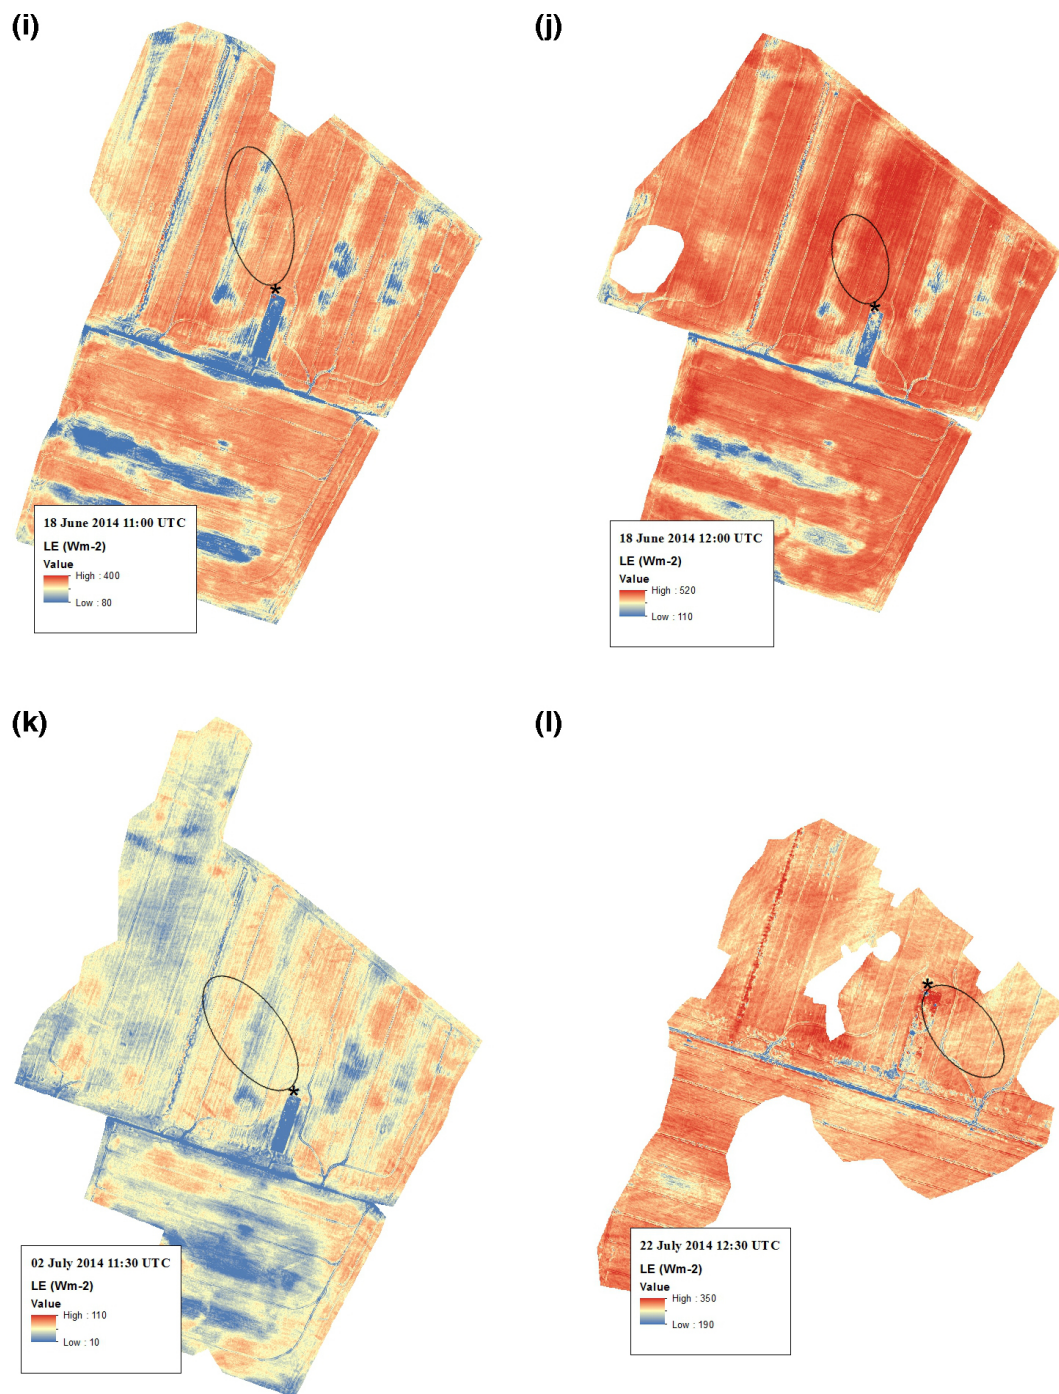 (i)
(j)
18 June 2014 11:00 UTC
LE (Wm-2)
Value
High : 400
Low : 80
18 June 2014 12:00 UTC
LE (Wm-2)
Value
High : 520
Low : 110
(k)
(l)
*
*
*
*
02 July 2014 11:30 UTC
LE (Wm-2)
Value
High : 110
Low : 10
22 July 2014 12:30 UTC
LE (Wm-2)
Value
High : 350
Low : 190